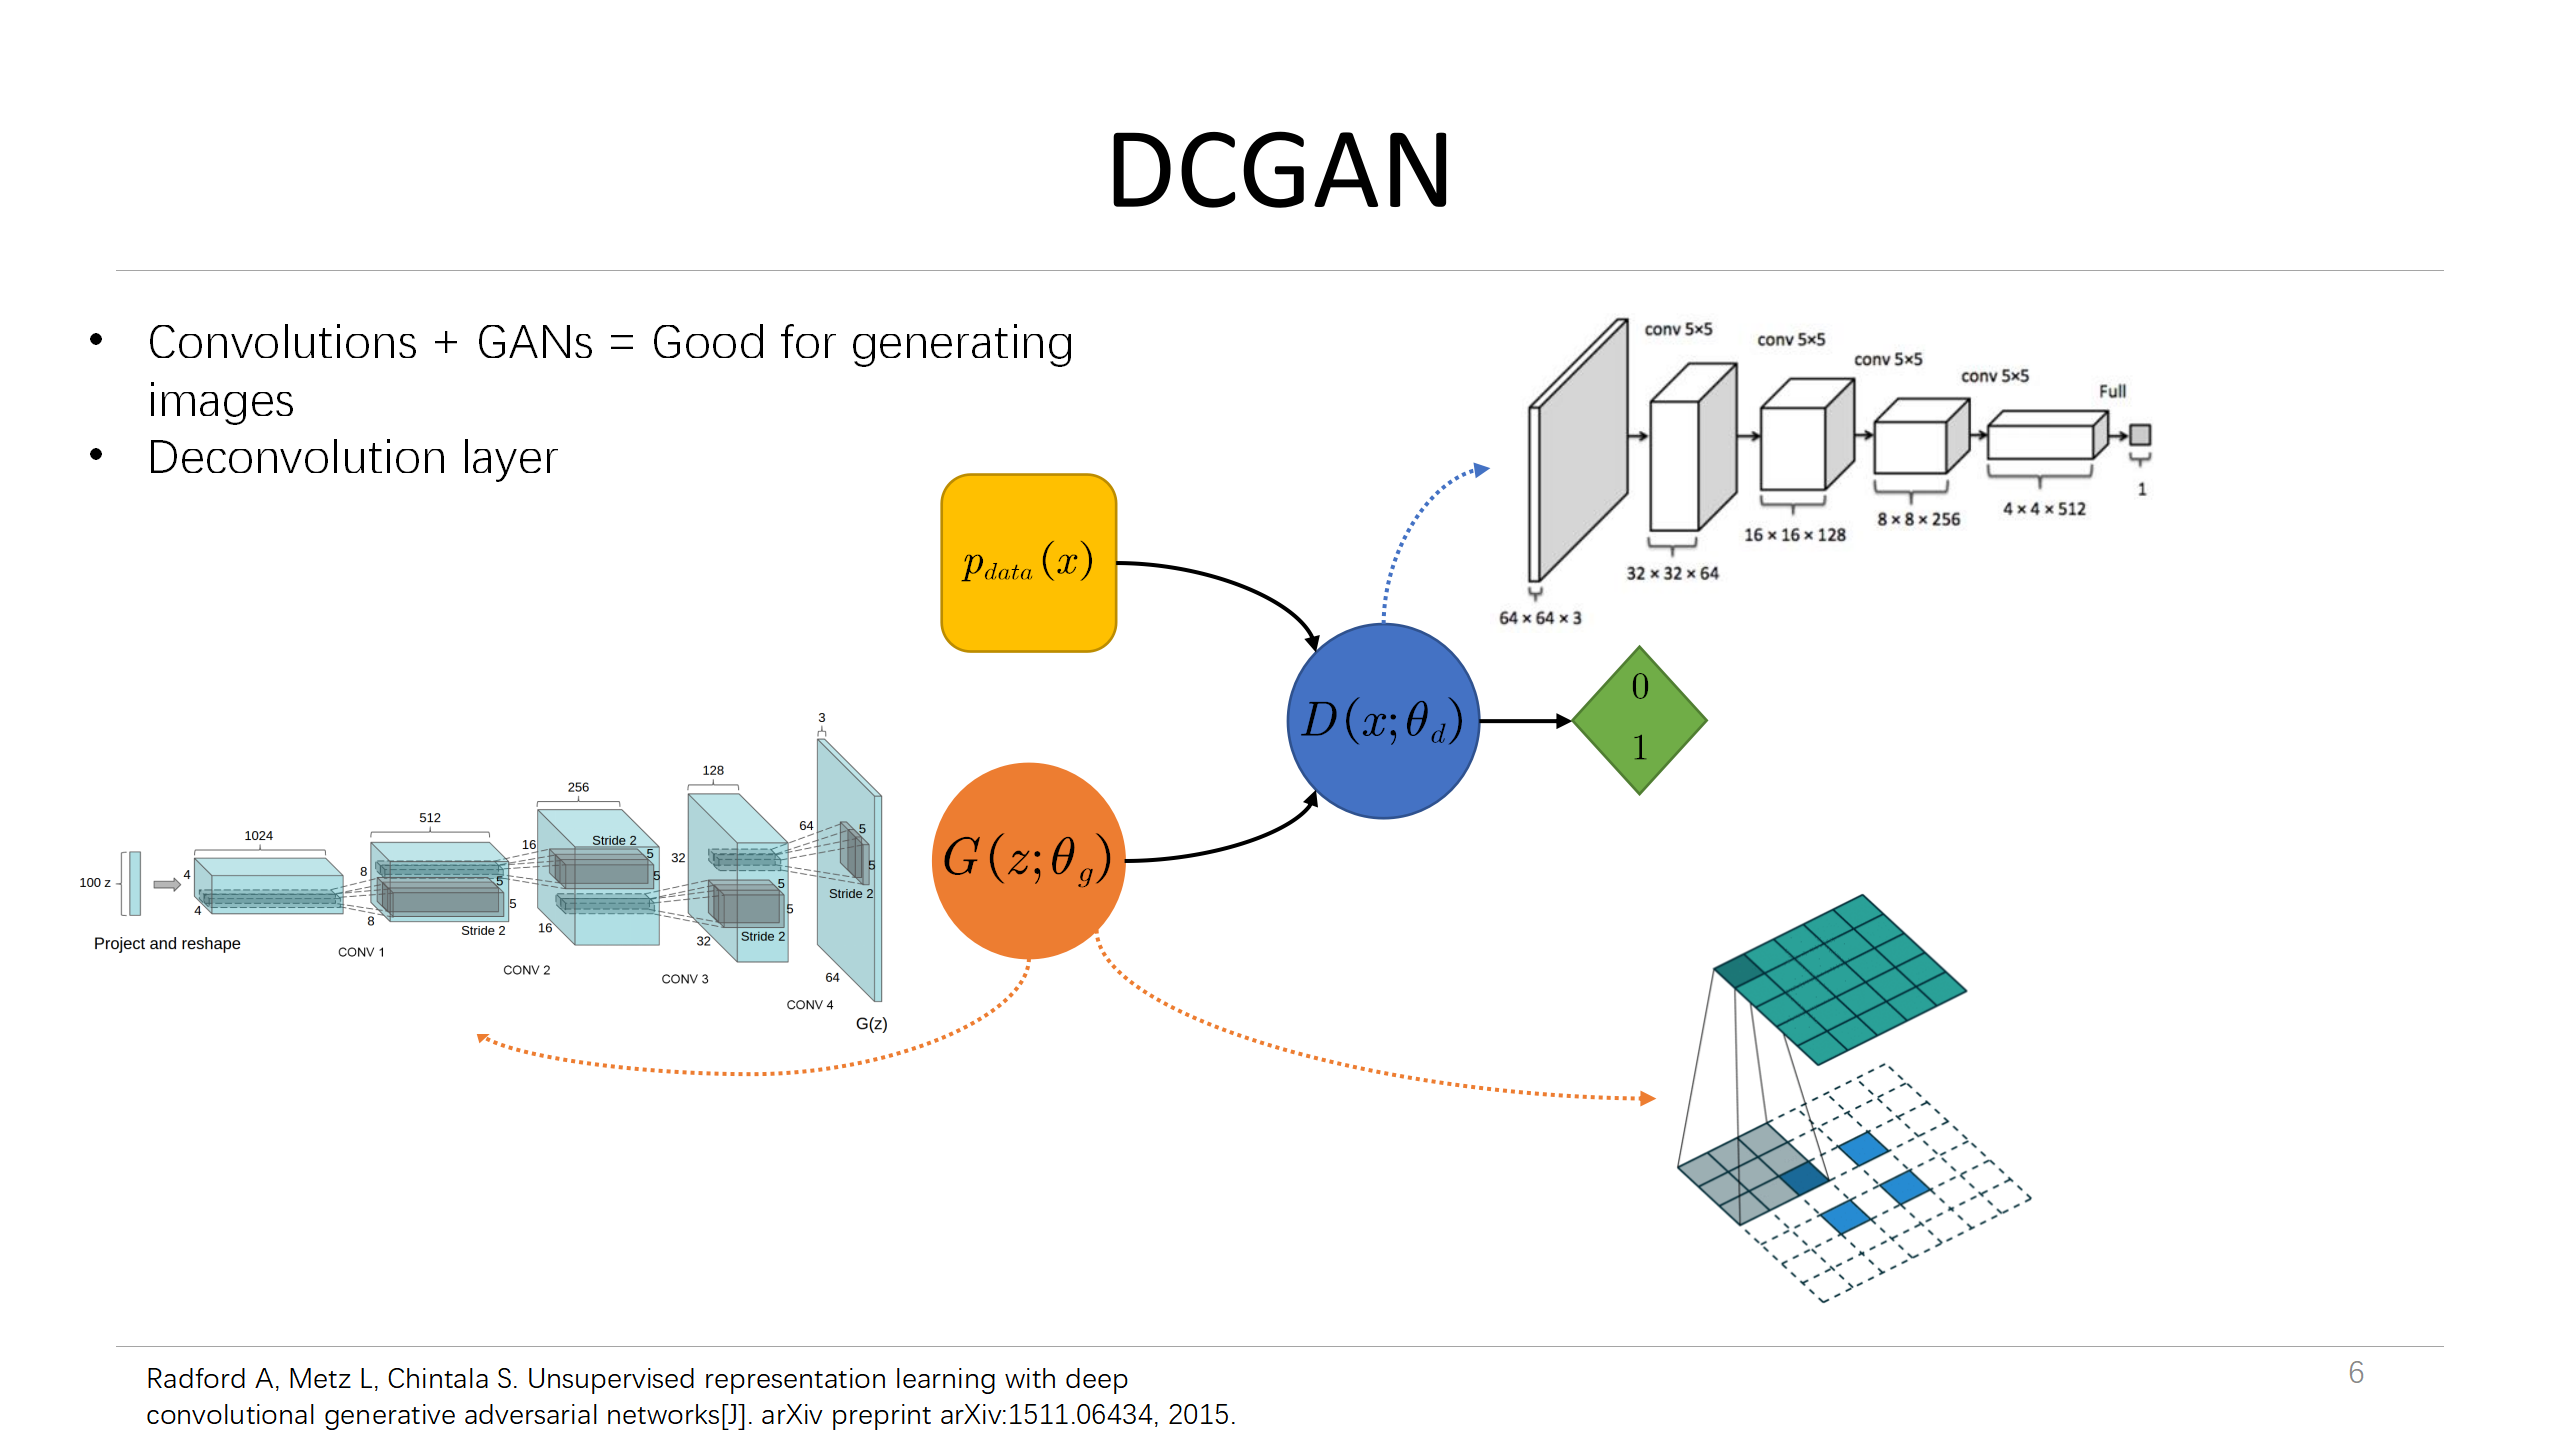 DCGAN
• Convolutions + GANs = Good for generating
images
• Deconvolution layer
conv 5×5
conv 5×5
conv 5×5
conv 5×5
Full
64 × 64 × 3
32 × 32 × 64
16 × 16 × 128
8 × 8 × 256
4 × 4 × 512
1
p_data(x)
D(x;θ_d)
0
1
G(z;θ_g)
100 z
Project and reshape
1024
4
4
512
8
8
5
5
Stride 2
CONV 1
256
16
16
Stride 2
5
5
CONV 2
128
32
32
5
5
Stride 2
CONV 3
3
64
5
5
Stride 2
64
CONV 4
G(z)
Radford A, Metz L, Chintala S. Unsupervised representation learning with deep
convolutional generative adversarial networks[J]. arXiv preprint arXiv:1511.06434, 2015.
6